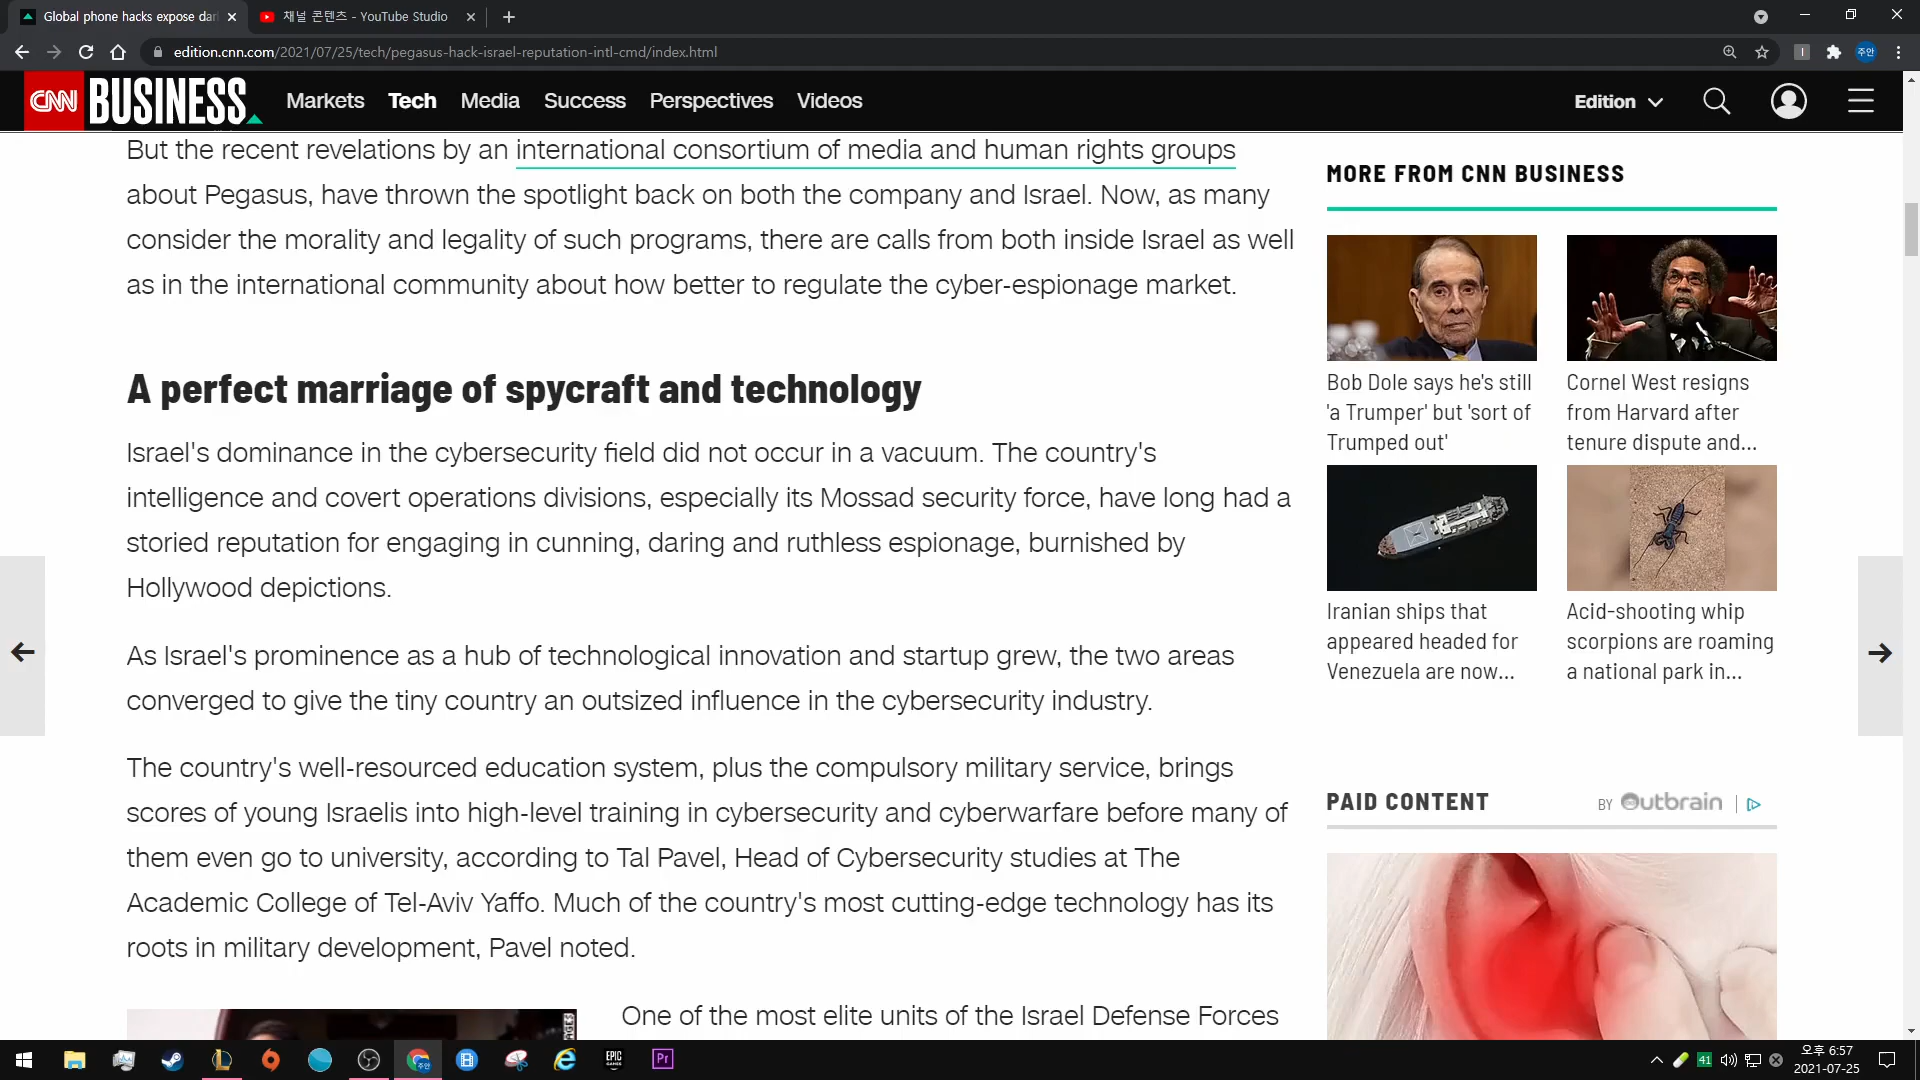 Global phone hacks expose dar
채널 콘텐츠 - YouTube Studio
edition.cnn.com/2021/07/25/tech/pegasus-hack-israel-reputation-intl-cmd/index.html
주안
CNN BUSINESS
Markets Tech Media Success Perspectives Videos
Edition
But the recent revelations by an international consortium of media and human rights groups
about Pegasus, have thrown the spotlight back on both the company and Israel. Now, as many
consider the morality and legality of such programs, there are calls from both inside Israel as well
as in the international community about how better to regulate the cyber-espionage market.
A perfect marriage of spycraft and technology
Israel's dominance in the cybersecurity field did not occur in a vacuum. The country's
intelligence and covert operations divisions, especially its Mossad security force, have long had a
storied reputation for engaging in cunning, daring and ruthless espionage, burnished by
Hollywood depictions.
As Israel's prominence as a hub of technological innovation and startup grew, the two areas
converged to give the tiny country an outsized influence in the cybersecurity industry.
The country's well-resourced education system, plus the compulsory military service, brings
scores of young Israelis into high-level training in cybersecurity and cyberwarfare before many of
them even go to university, according to Tal Pavel, Head of Cybersecurity studies at The
Academic College of Tel-Aviv Yaffo. Much of the country's most cutting-edge technology has its
roots in military development, Pavel noted.
One of the most elite units of the Israel Defense Forces
MORE FROM CNN BUSINESS
Bob Dole says he's still
'a Trumper' but 'sort of
Trumped out'
Cornel West resigns
from Harvard after
tenure dispute and...
Iranian ships that
appeared headed for
Venezuela are now...
Acid-shooting whip
scorpions are roaming
a national park in...
PAID CONTENT
BY Outbrain
주안
EPIC
GAMES
Pr
41
오후 6:57
2021-07-25